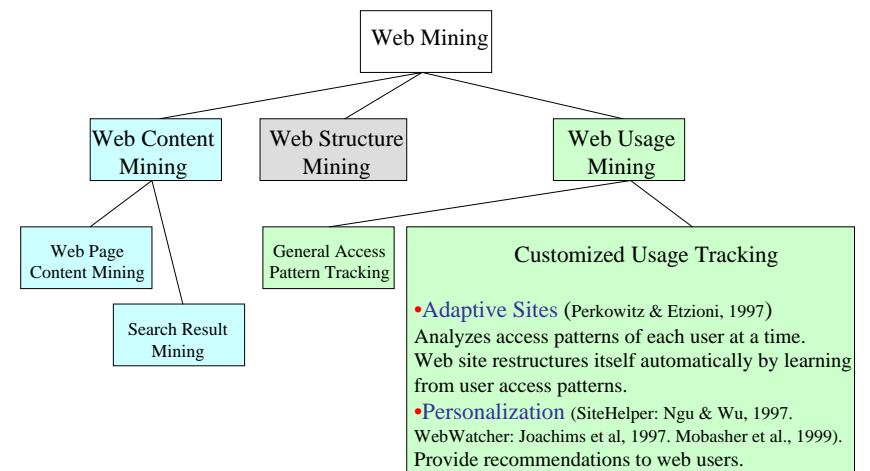 Web Mining
Web Content
Mining
Web Structure
Mining
Web Usage
Mining
Web Page
Content Mining
Search Result
Mining
General Access
Pattern Tracking
Customized Usage Tracking
•Adaptive Sites (Perkowitz & Etzioni, 1997)
Analyzes access patterns of each user at a time.
Web site restructures itself automatically by learning
from user access patterns.
•Personalization (SiteHelper: Ngu & Wu, 1997.
WebWatcher: Joachims et al, 1997. Mobasher et al., 1999).
Provide recommendations to web users.